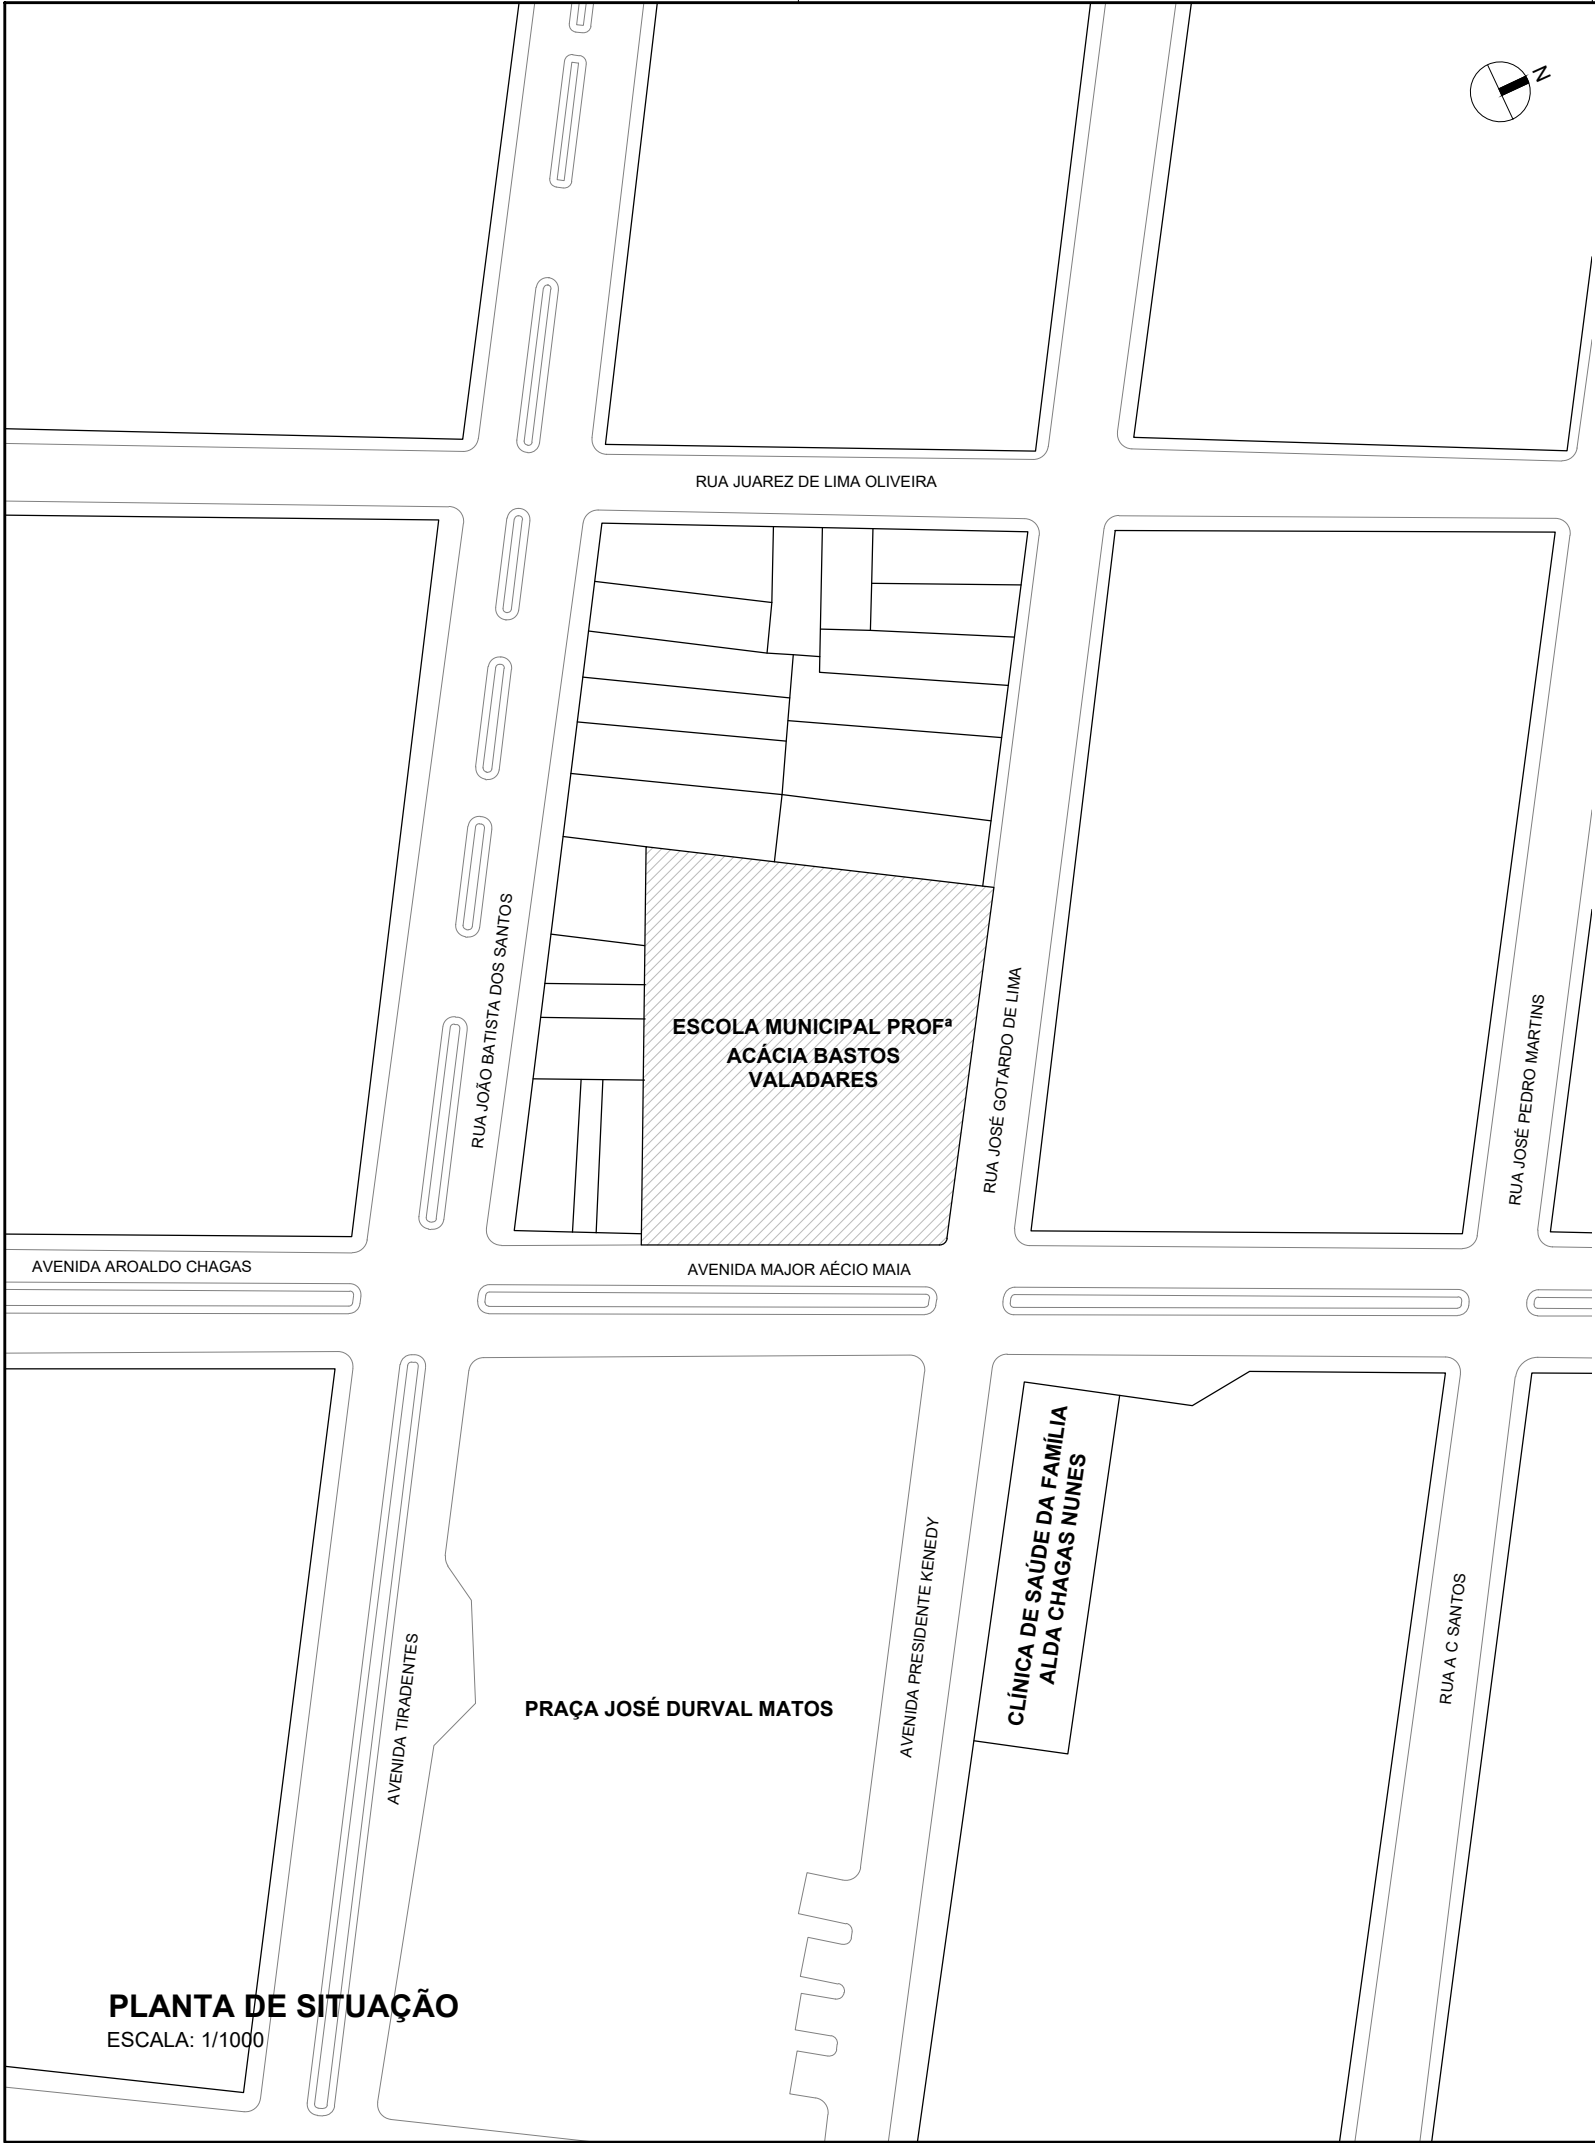 N
RUA JUAREZ DE LIMA OLIVEIRA
RUA JOÃO BATISTA DOS SANTOS
ESCOLA MUNICIPAL PROFª
ACÁCIA BASTOS
VALADARES
RUA JOSÉ GOTARDO DE LIMA
RUA JOSÉ PEDRO MARTINS
AVENIDA AROALDO CHAGAS
AVENIDA MAJOR AÉCIO MAIA
CLÍNICA DE SAÚDE DA FAMÍLIA
ALDA CHAGAS NUNES
AVENIDA PRESIDENTE KENEDY
RUA A C SANTOS
AVENIDA TIRADENTES
PRAÇA JOSÉ DURVAL MATOS
PLANTA DE SITUAÇÃO
ESCALA: 1/1000